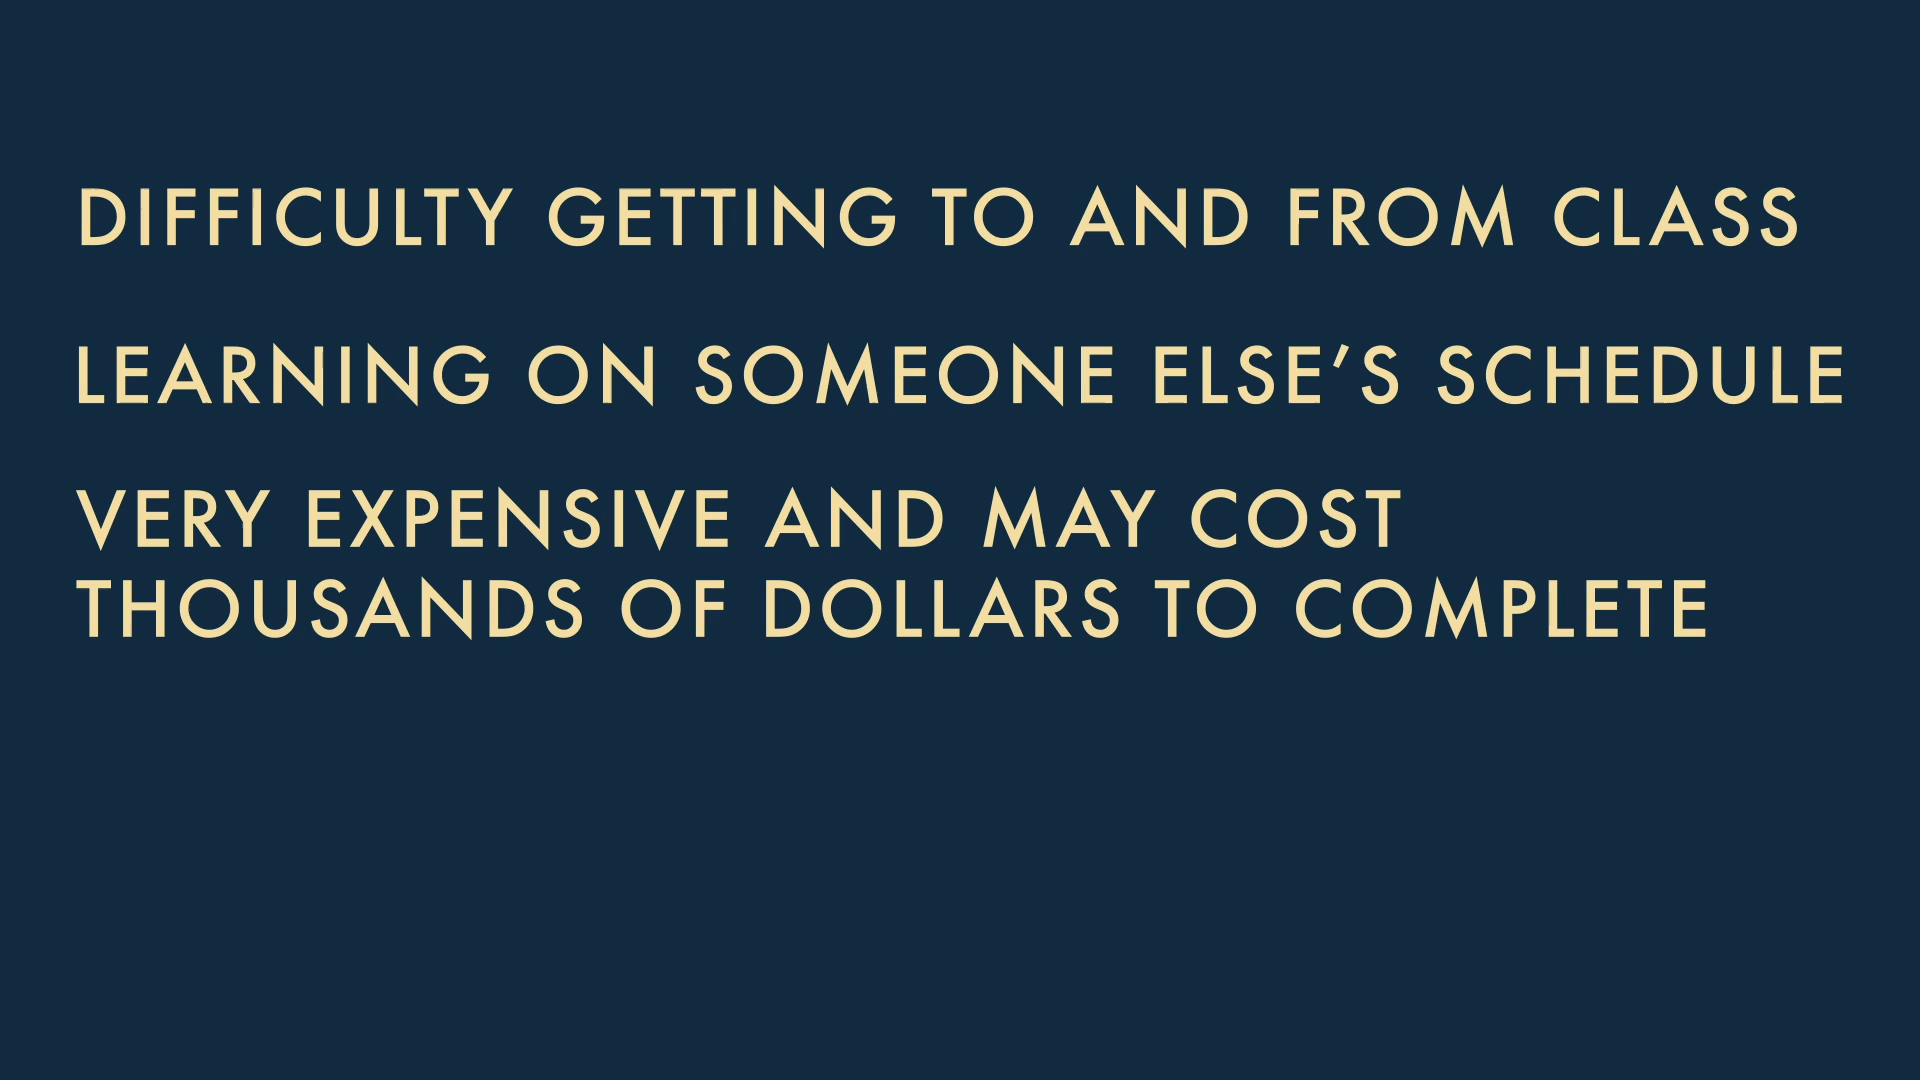 DIFFICULTY GETTING TO AND FROM CLASS
LEARNING ON SOMEONE ELSE’S SCHEDULE
VERY EXPENSIVE AND MAY COST
THOUSANDS OF DOLLARS TO COMPLETE